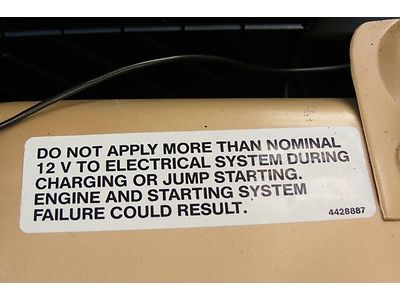 DO NOT APPLY MORE THAN NOMINAL
12 V TO ELECTRICAL SYSTEM DURING
CHARGING OR JUMP STARTING.
ENGINE AND STARTING SYSTEM
FAILURE COULD RESULT.
4428887